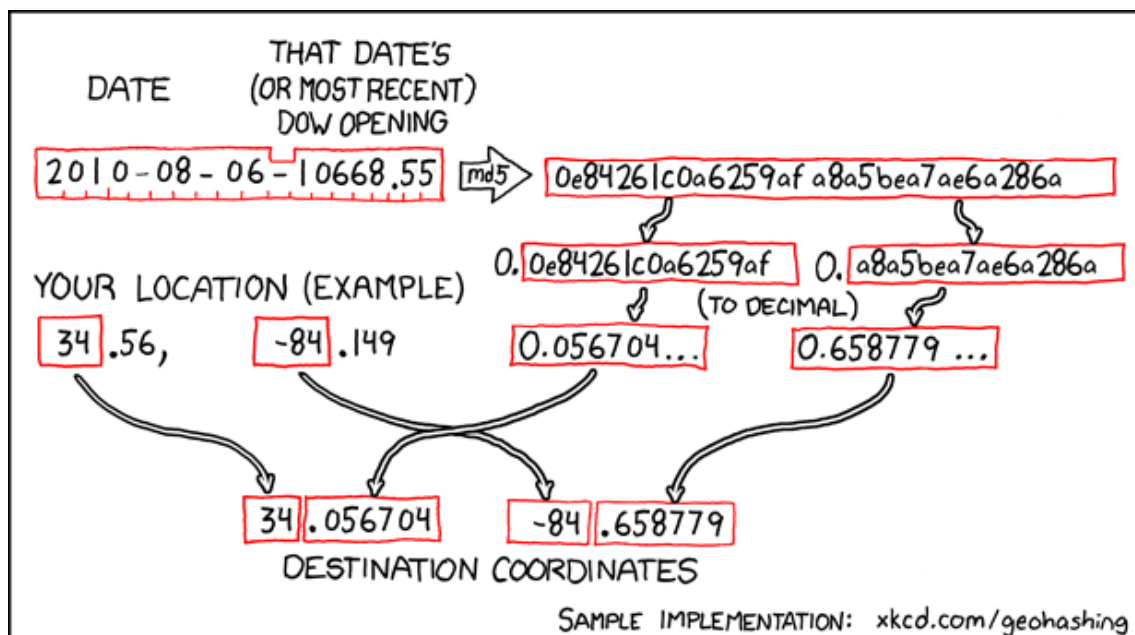 DATE
THAT DATE'S
(OR MOST RECENT)
DOW OPENING
2010-08-06-10668.55
md5
0e84261c0a6259af a8a5bea7ae6a286a
0. 0e84261c0a6259af
0. a8a5bea7ae6a286a
YOUR LOCATION (EXAMPLE)
(TO DECIMAL)
34.56, -84.149
0.056704...
0.658779...
34.056704 -84.658779
DESTINATION COORDINATES
SAMPLE IMPLEMENTATION: xkcd.com/geohashing